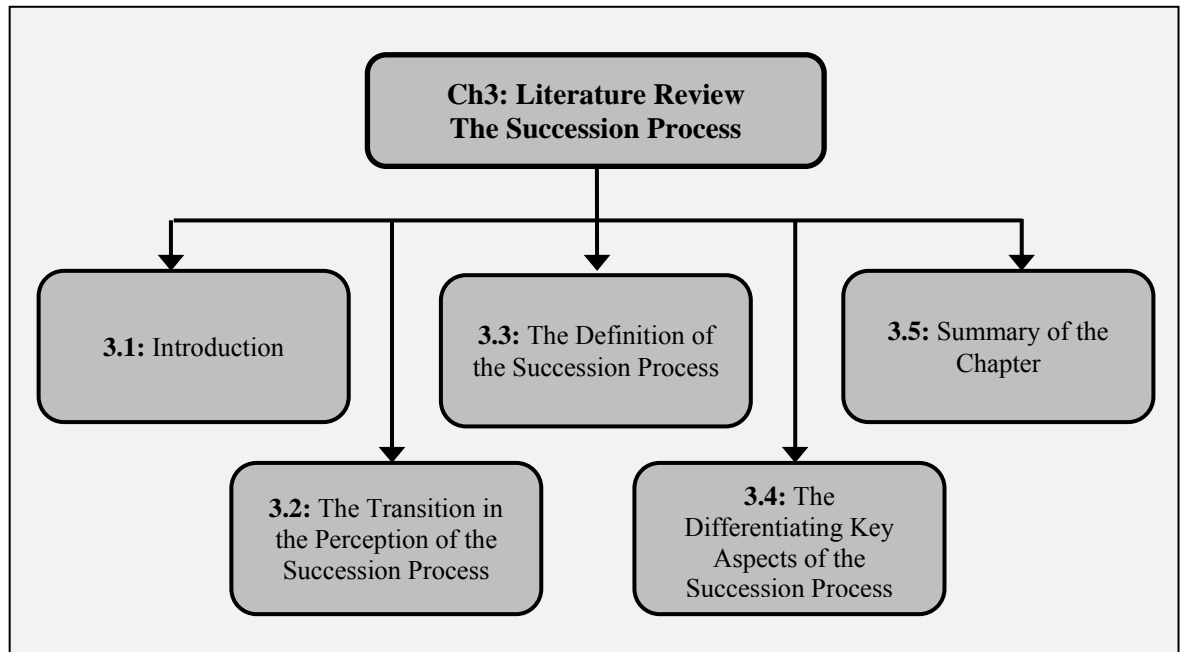 Ch3: Literature Review
The Succession Process
3.1: Introduction
3.2: The Transition in
the Perception of the
Succession Process
3.3: The Definition of
the Succession Process
3.4: The
Differentiating Key
Aspects of the
Succession Process
3.5: Summary of the
Chapter